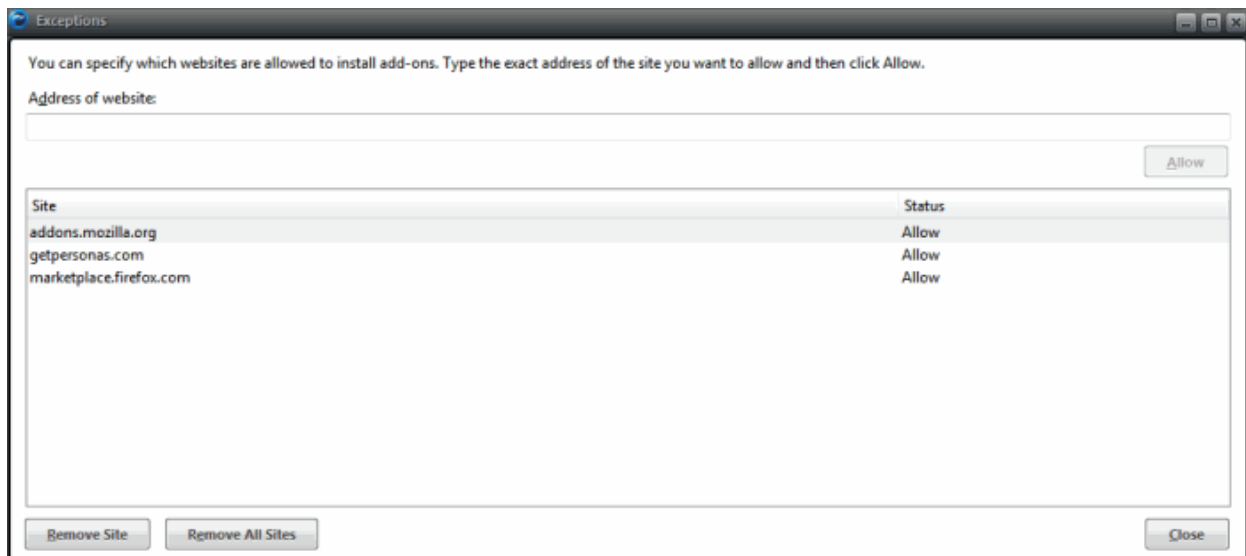 Exceptions
You can specify which websites are allowed to install add-ons. Type the exact address of the site you want to allow and then click Allow.
Address of website:
Allow
Site Status
addons.mozilla.org Allow
getpersonas.com Allow
marketplace.firefox.com Allow
Remove Site Remove All Sites Close